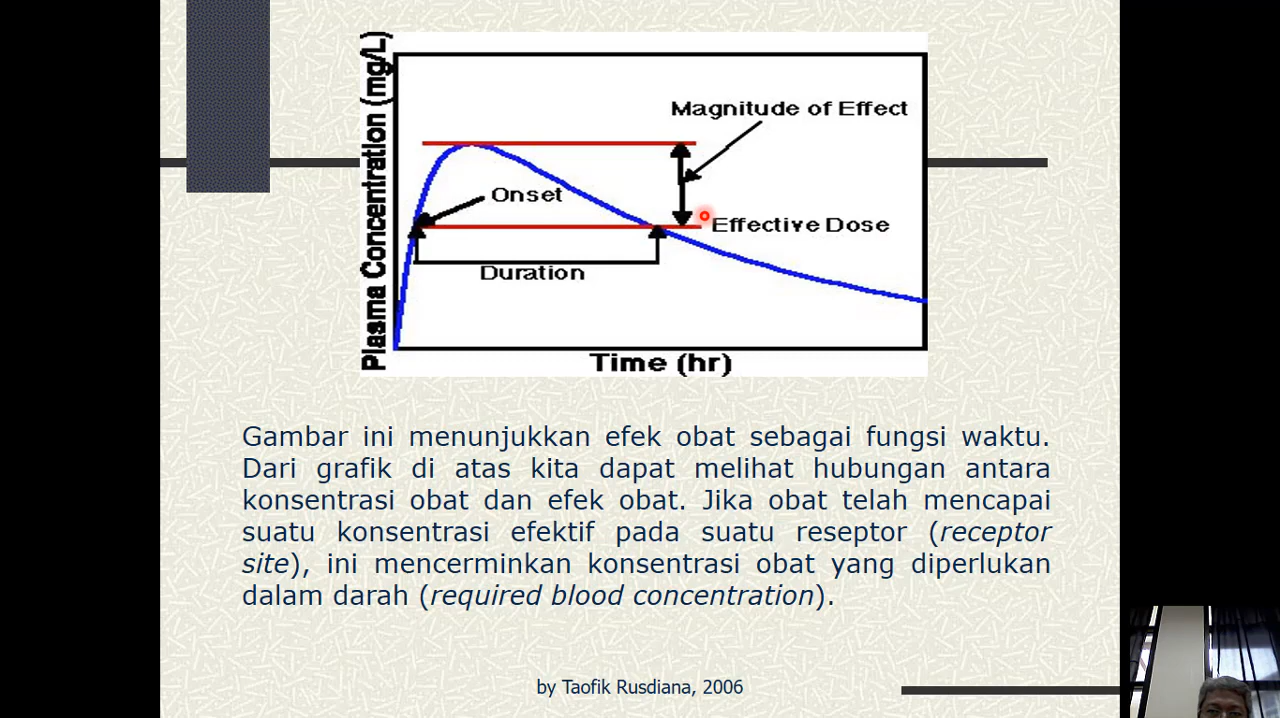 Plasma Concentration (mg/L)
Magnitude of Effect
Onset
Effective Dose
Duration
Time (hr)
Gambar ini menunjukkan efek obat sebagai fungsi waktu.
Dari grafik di atas kita dapat melihat hubungan antara
konsentrasi obat dan efek obat. Jika obat telah mencapai
suatu konsentrasi efektif pada suatu reseptor (receptor
site), ini mencerminkan konsentrasi obat yang diperlukan
dalam darah (required blood concentration).
by Taofik Rusdiana, 2006